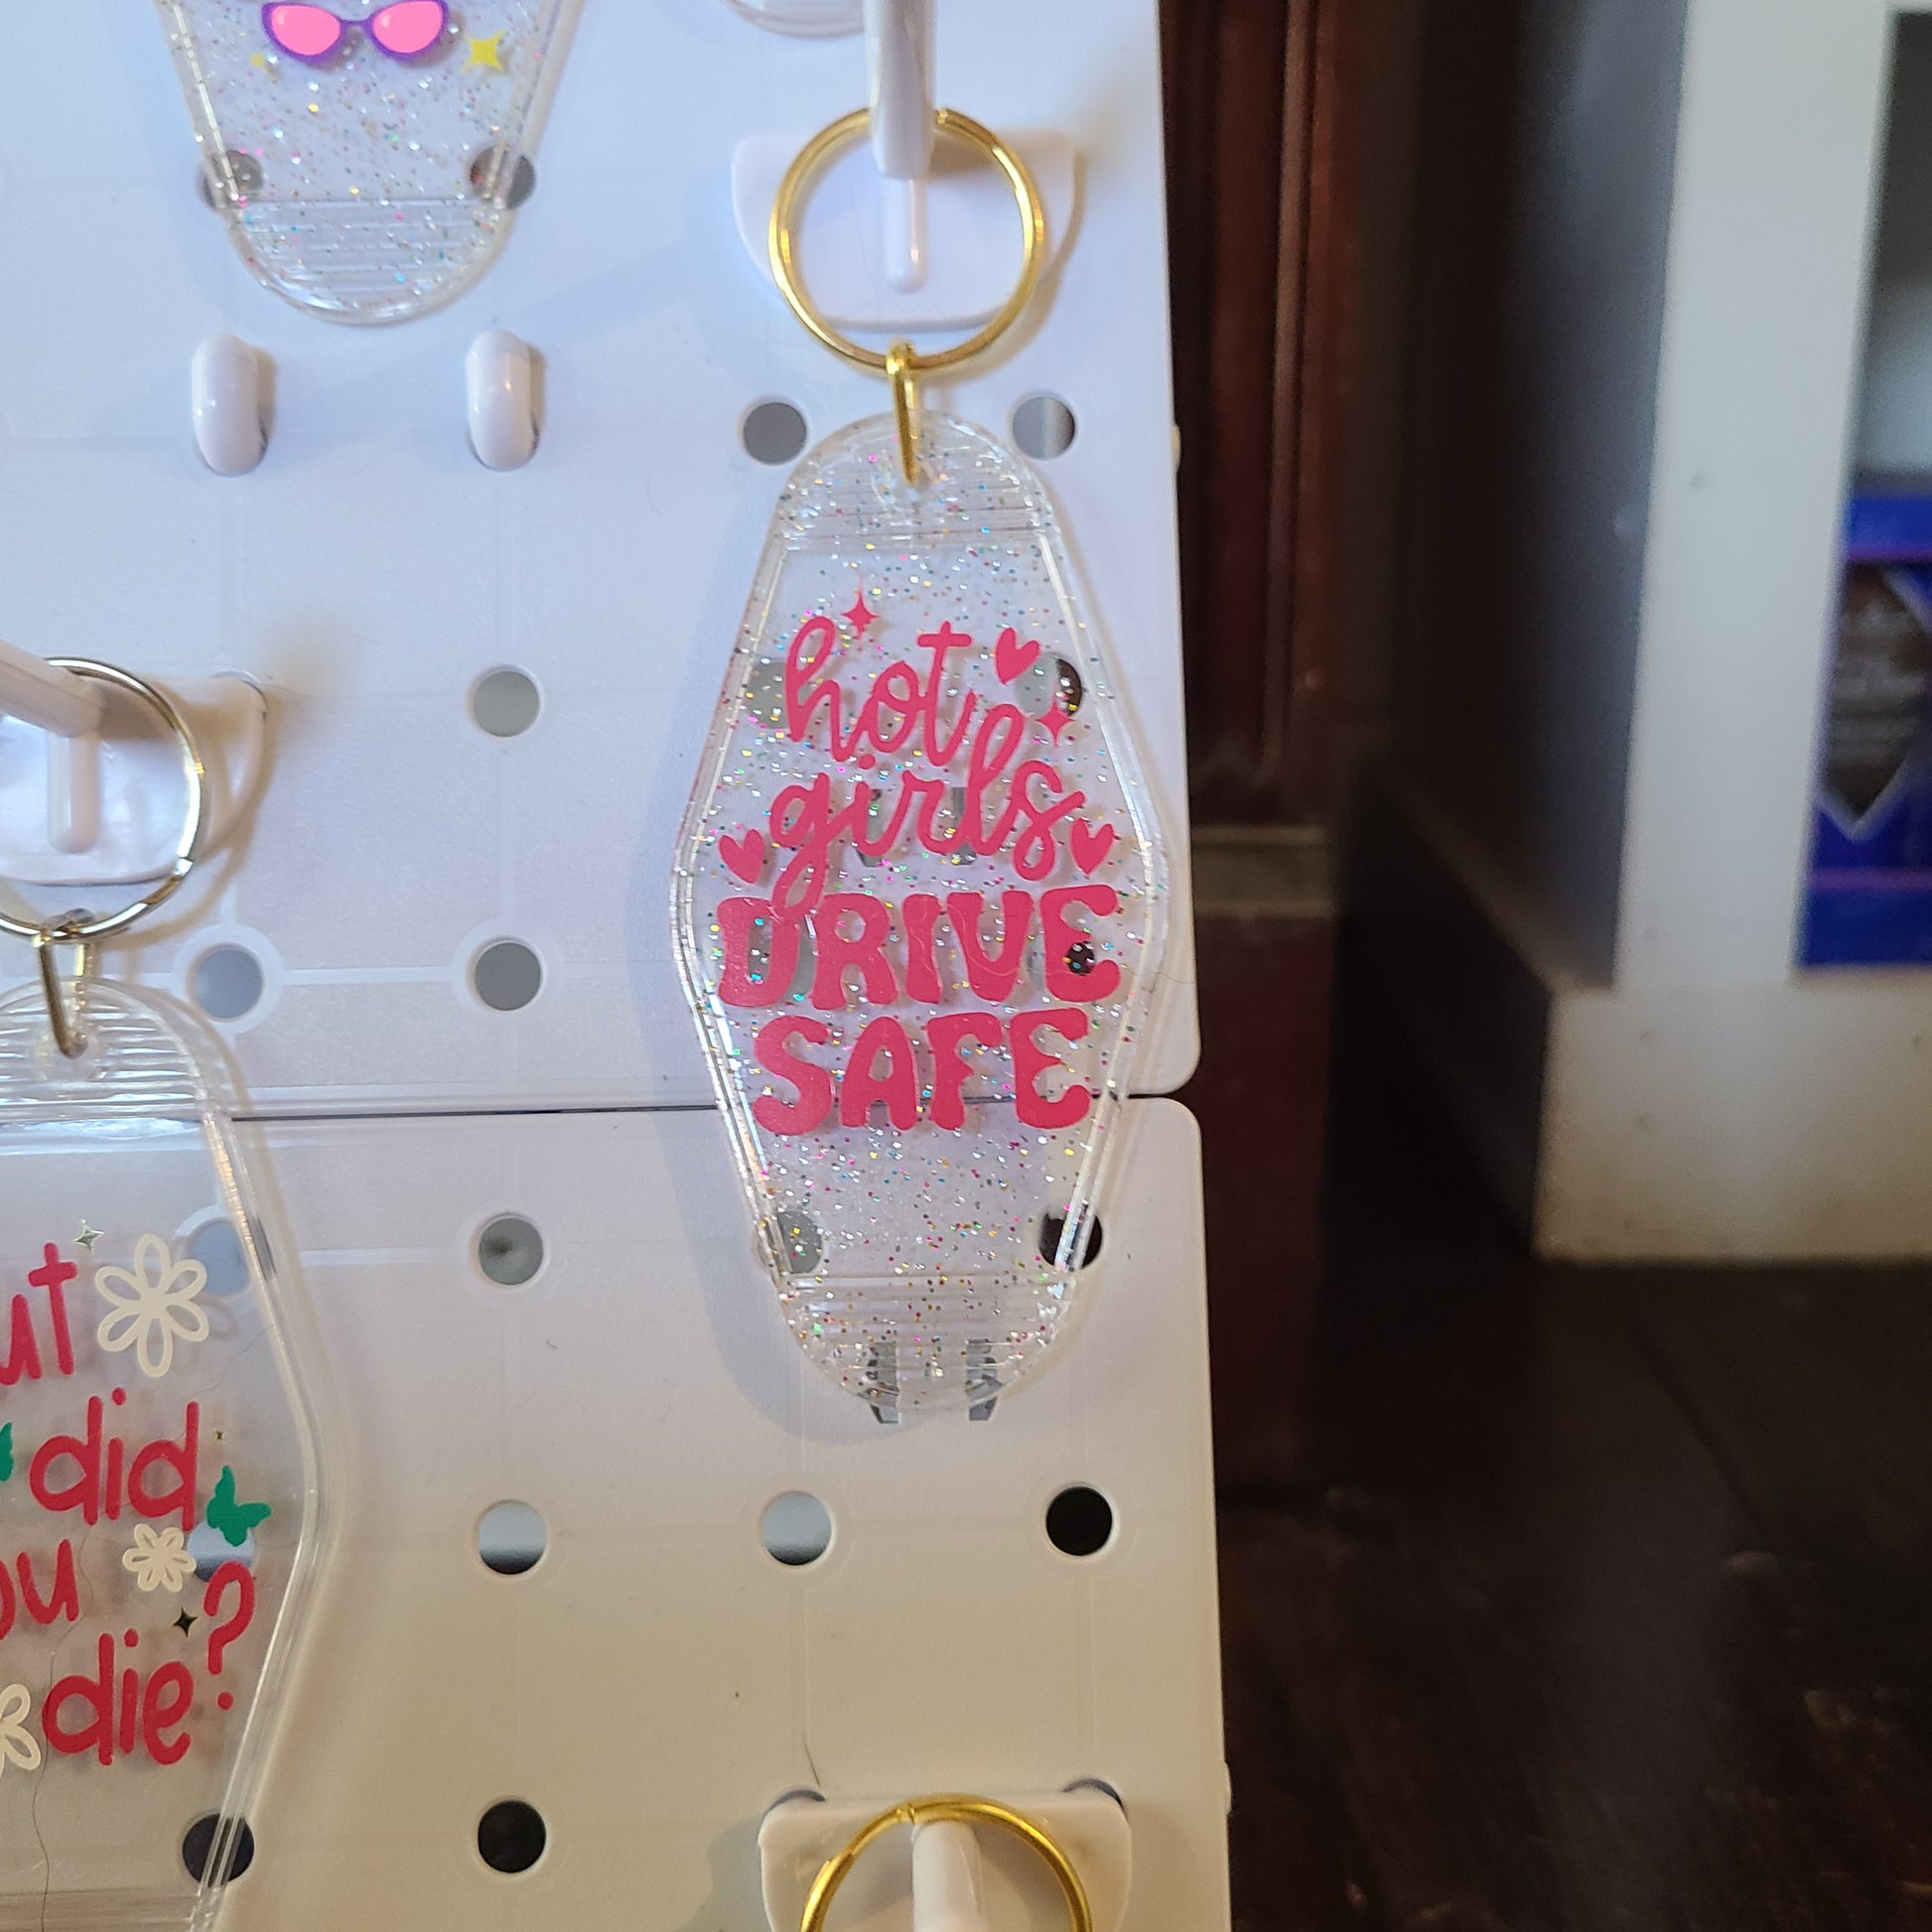 hot
girls
DRIVE
SAFE
did
die?